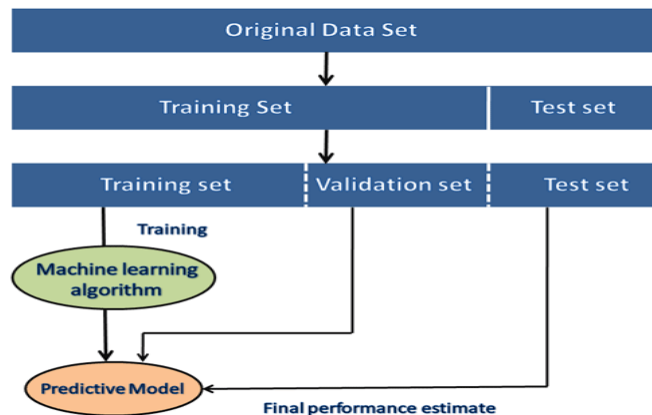 Original Data Set
Training Set
Test set
Training set
Validation set
Test set
Training
Machine learning
algorithm
Predictive Model
Final performance estimate